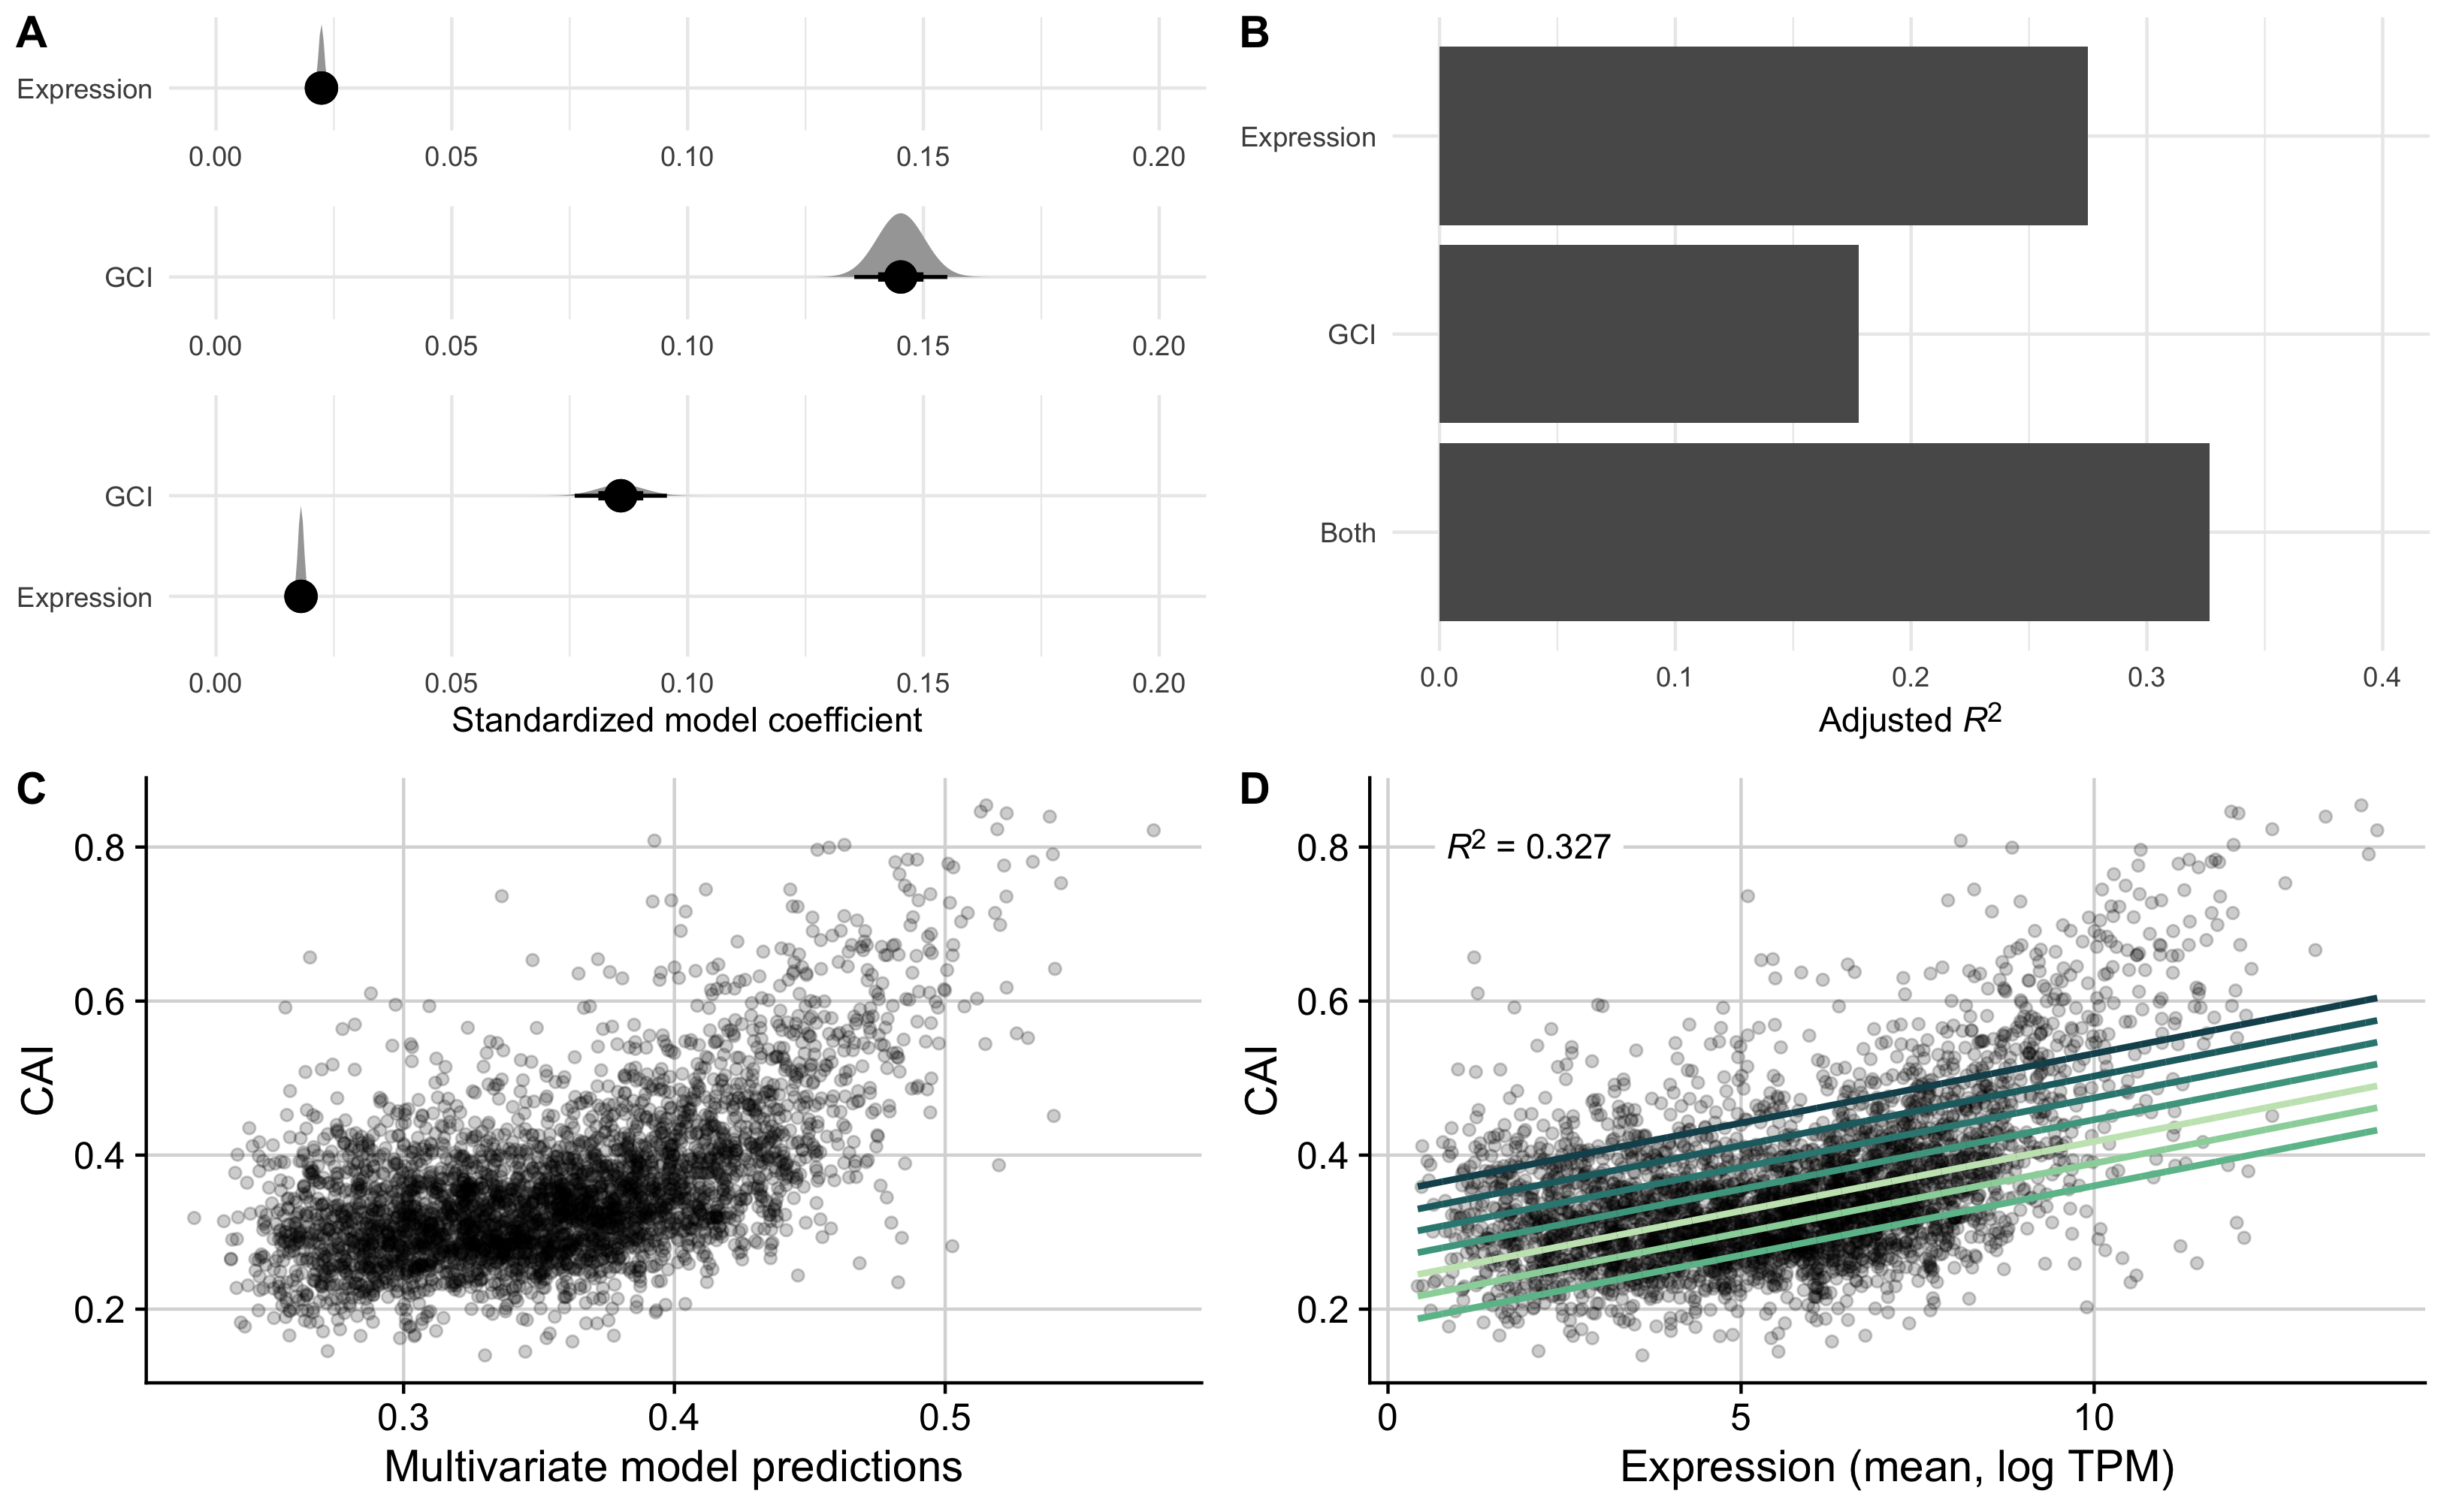 A
Expression
0.00 0.05 0.10 0.15 0.20
GCI
0.00 0.05 0.10 0.15 0.20
GCI
Expression
0.00 0.05 0.10 0.15 0.20
Standardized model coefficient
B
Expression
GCI
Both
0.0 0.1 0.2 0.3 0.4
Adjusted R²
C
CAI
0.8
0.6
0.4
0.2
0.3 0.4 0.5
Multivariate model predictions
D
CAI
R² = 0.327
0.8
0.6
0.4
0.2
0 5 10
Expression (mean, log TPM)